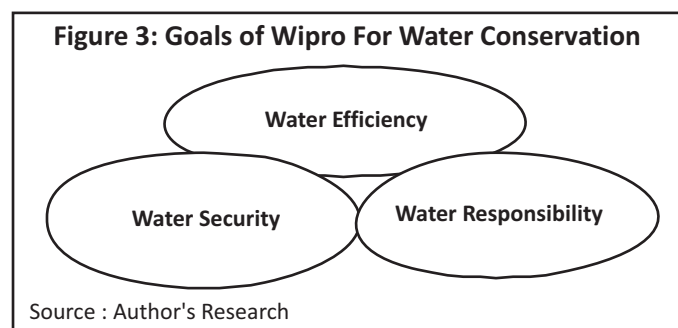 Figure 3: Goals of Wipro For Water Conservation
Water Efficiency
Water Security
Water Responsibility
Source : Author's Research